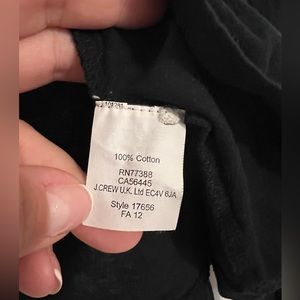 100% Cotton
RN77388
CA56445
J.CREW U.K. Ltd EC4V 6JA
Style 17656
FA 12